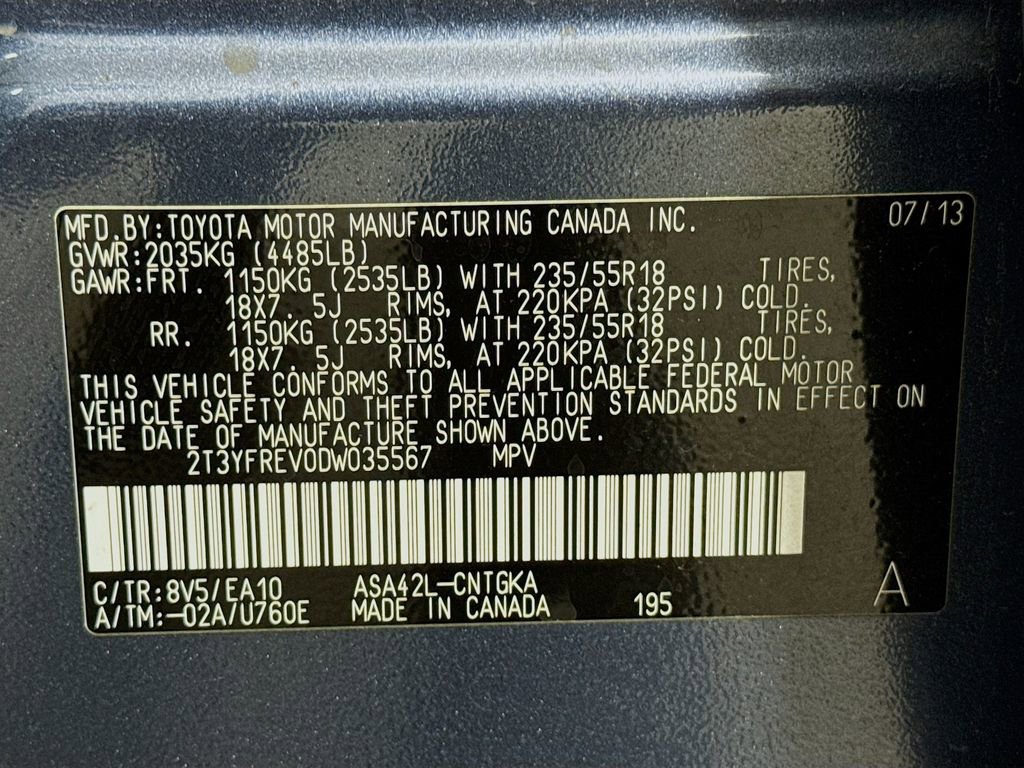 MFD.BY:TOYOTA MOTOR MANUFACTURING CANADA INC. 07/13
GVWR:2035KG (4485LB)
GAWR:FRT. 1150KG (2535LB) WITH 235/55R18 TIRES,
18X7. 5J RIMS, AT 220KPA (32PSI) COLD.
RR. 1150KG (2535LB) WITH 235/55R18 TIRES,
18X7. 5J RIMS, AT 220KPA (32PSI) COLD.
THIS VEHICLE CONFORMS TO ALL APPLICABLE FEDERAL MOTOR
VEHICLE SAFETY AND THEFT PREVENTION STANDARDS IN EFFECT ON
THE DATE OF MANUFACTURE SHOWN ABOVE.
2T3YFREV0DW035567 MPV
C/TR:8V5/EA10 ASA42L-CNTGKA
A/TM:-02A/U760E MADE IN CANADA 195 A